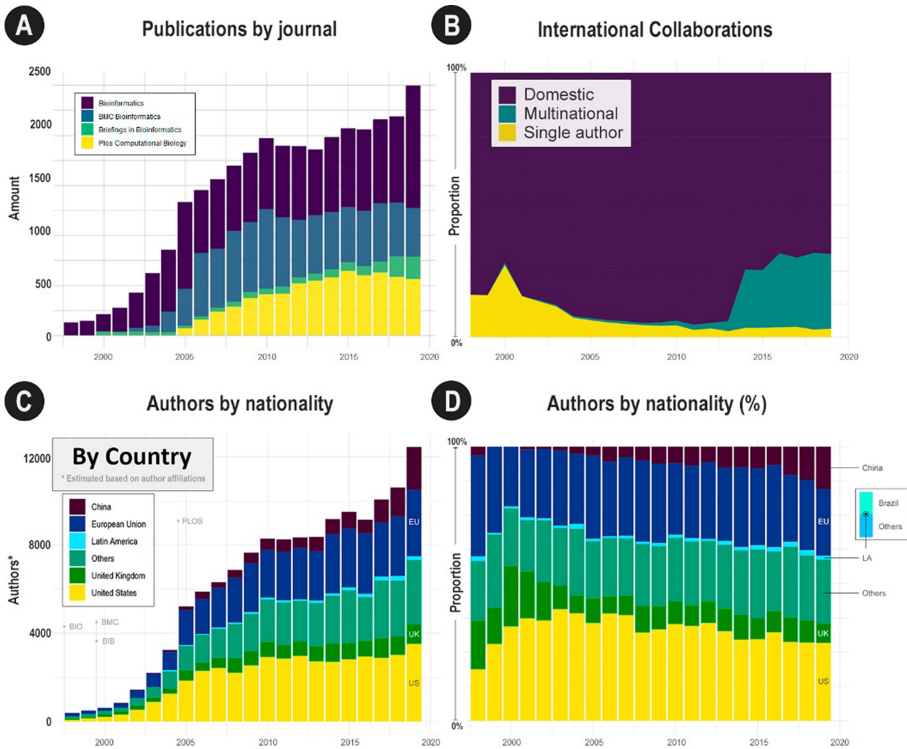 A
Publications by journal
2500
2000
1500
1000
500
0
Amount
Bioinformatics
BMC Bioinformatics
Briefings in Bioinformatics
Plos Computational Biology
2000
2005
2010
2015
2020
B
International Collaborations
100%
Proportion
0%
Domestic
Multinational
Single author
2000
2005
2010
2015
2020
C
Authors by nationality
12000
8000
4000
0
Authors*
By Country
* Estimated based on author affiliations
China
European Union
Latin America
Others
United Kingdom
United States
PLOS
BIO
BMC
BIB
EU
UK
US
2000
2005
2010
2015
2020
D
Authors by nationality (%)
100%
Proportion
0%
EU
UK
US
China
Brazil
Others
LA
Others
2000
2005
2010
2015
2020